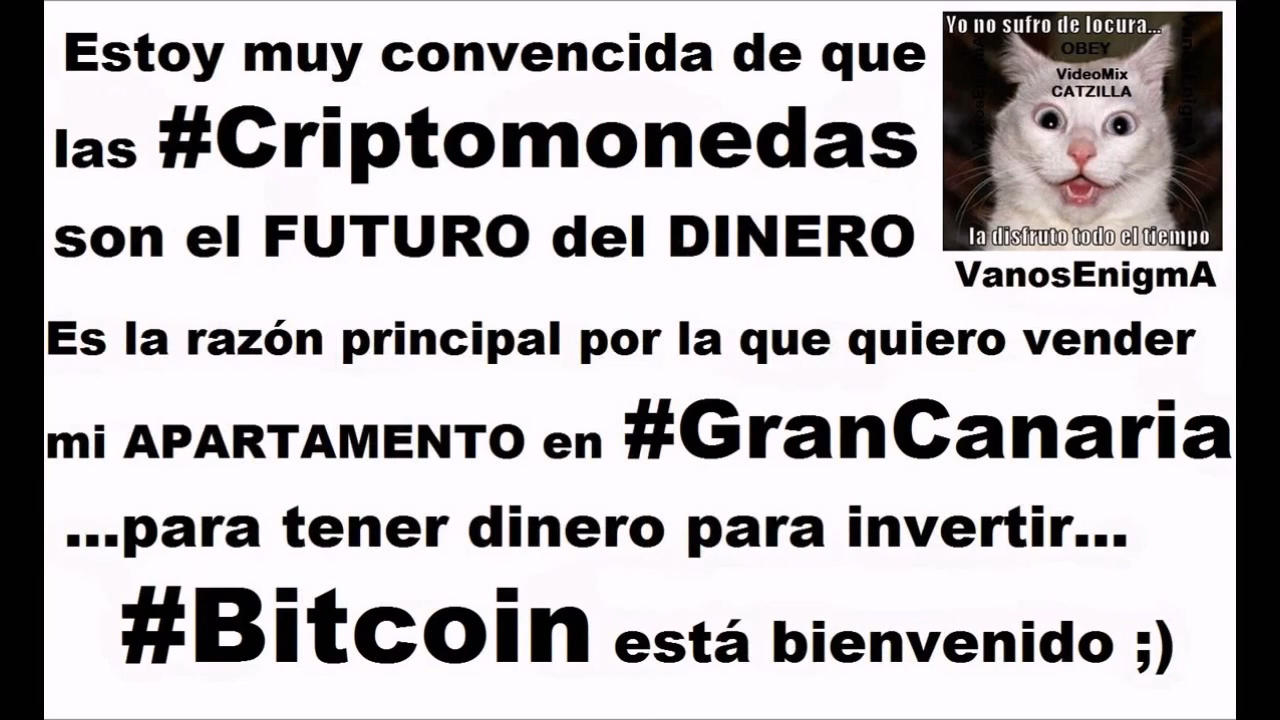 Estoy muy convencida de que
las #Criptomonedas
son el FUTURO del DINERO
Yo no sufro de locura...
OBEY
VideoMix
CATZILLA
la disfruto todo el tiempo
VanosEnigmA
Es la razón principal por la que quiero vender
mi APARTAMENTO en #GranCanaria
...para tener dinero para invertir...
#Bitcoin está bienvenido ;)